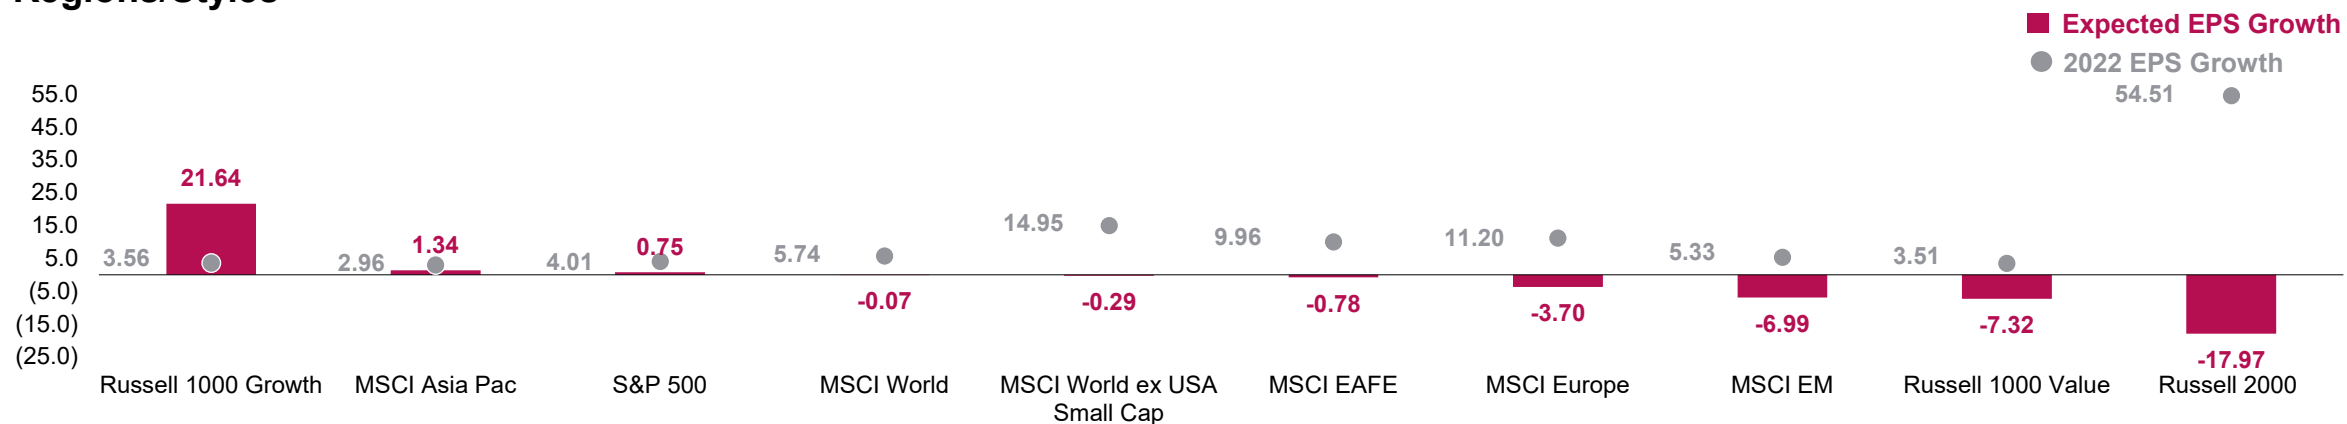 Regions/Styles
Expected EPS Growth
2022 EPS Growth
55.0
45.0
35.0
25.0
15.0
5.0
(5.0)
(15.0)
(25.0)
3.56
21.64
2.96
1.34
4.01
0.75
5.74
-0.07
14.95
-0.29
9.96
-0.78
11.20
-3.70
5.33
-6.99
3.51
-7.32
54.51
-17.97
Russell 1000 Growth
MSCI Asia Pac
S&P 500
MSCI World
MSCI World ex USA
Small Cap
MSCI EAFE
MSCI Europe
MSCI EM
Russell 1000 Value
Russell 2000